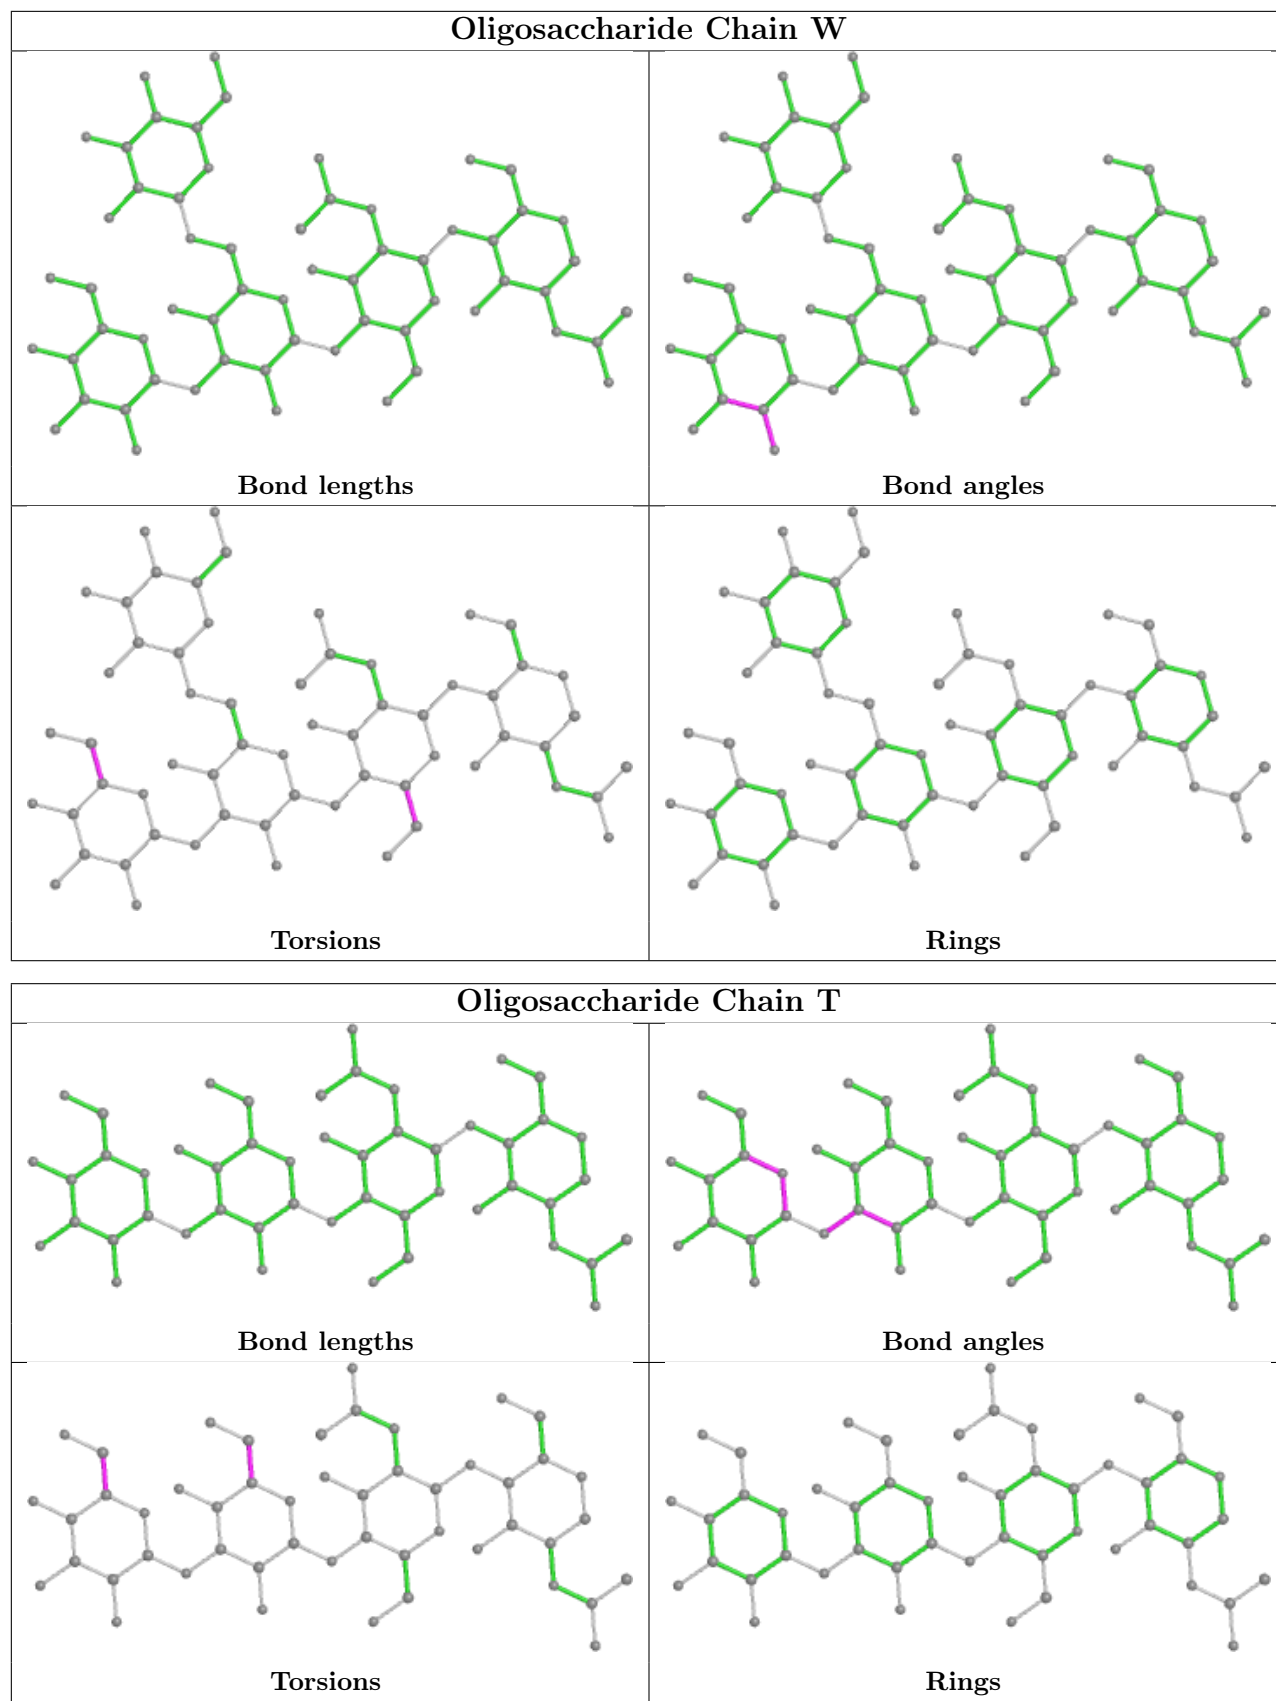 Oligosaccharide Chain W
Bond lengths
Bond angles
Torsions
Rings
Oligosaccharide Chain T
Bond lengths
Bond angles
Torsions
Rings